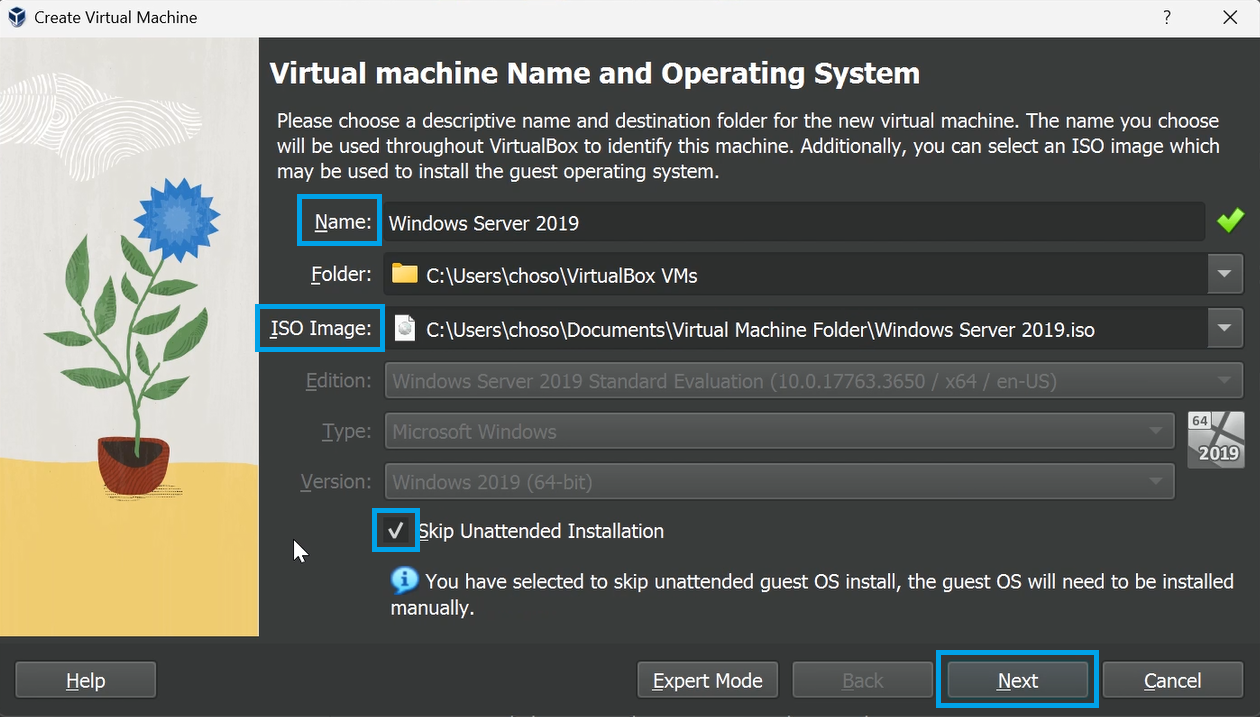 Create Virtual Machine
?
Virtual machine Name and Operating System
Please choose a descriptive name and destination folder for the new virtual machine. The name you choose
will be used throughout VirtualBox to identify this machine. Additionally, you can select an ISO image which
may be used to install the guest operating system.
Name: Windows Server 2019
Folder: C:\Users\choso\VirtualBox VMs
ISO Image: C:\Users\choso\Documents\Virtual Machine Folder\Windows Server 2019.iso
Edition: Windows Server 2019 Standard Evaluation (10.0.17763.3650 / x64 / en-US)
Type: Microsoft Windows
64
2019
Version: Windows 2019 (64-bit)
Skip Unattended Installation
You have selected to skip unattended guest OS install, the guest OS will need to be installed
manually.
Help Expert Mode Back Next Cancel